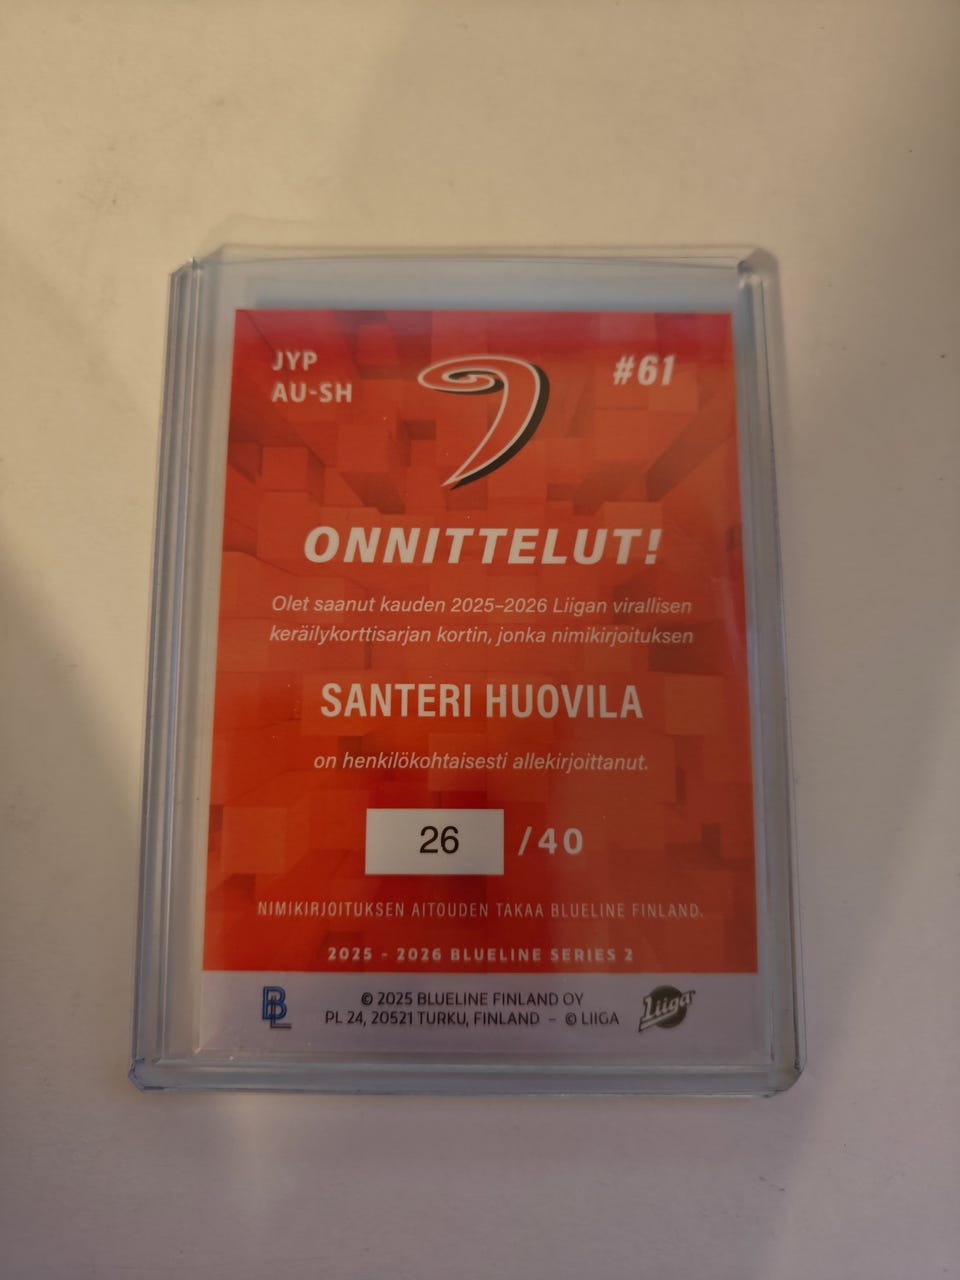 JYP
AU-SH
#61
ONNITTELUT!
Olet saanut kauden 2025–2026 Liigan virallisen
keräilykorttisarjan kortin, jonka nimikirjoituksen
SANTERI HUOVILA
on henkilökohtaisesti allekirjoittanut.
26 /40
NIMIKIRJOITUKSEN AITOUDEN TAKAA BLUELINE FINLAND.
2025 - 2026 BLUELINE SERIES 2
BL
© 2025 BLUELINE FINLAND OY
PL 24, 20521 TURKU, FINLAND - © LIIGA
Liiga